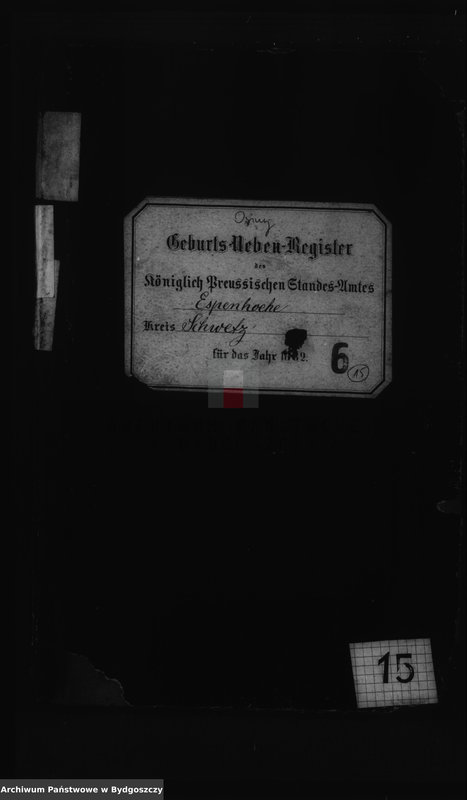 Geburts-Neben-Register
des
Königlich Preussischen Standes-Amtes
Espenhoehe
Kreis Schwetz
für das Jahr 1882.
6
15
15
Archiwum Państwowe w Bydgoszczy